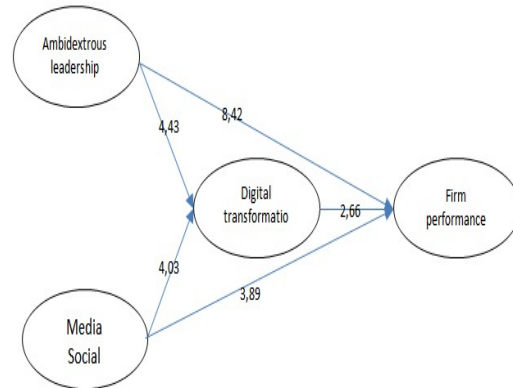 Ambidextrous
leadership
4,43
8,42
Digital
transformatio
2,66
Firm
performance
4,03
3,89
Media
Social